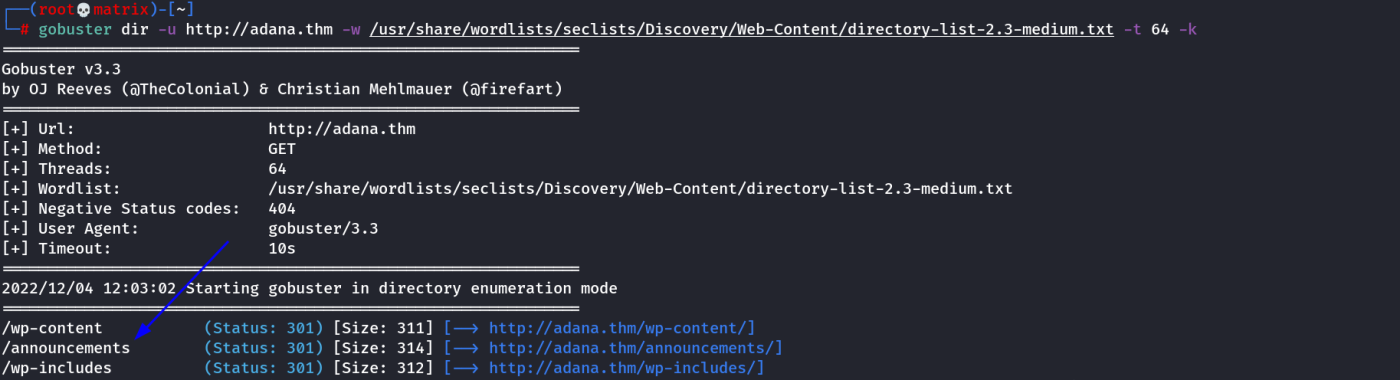 ┌──(root💀matrix)-[~]
└─# gobuster dir -u http://adana.thm -w /usr/share/wordlists/seclists/Discovery/Web-Content/directory-list-2.3-medium.txt -t 64 -k
===============================================================
Gobuster v3.3
by OJ Reeves (@TheColonial) & Christian Mehlmauer (@firefart)
===============================================================
[+] Url:                     http://adana.thm
[+] Method:                  GET
[+] Threads:                 64
[+] Wordlist:                /usr/share/wordlists/seclists/Discovery/Web-Content/directory-list-2.3-medium.txt
[+] Negative Status codes:   404
[+] User Agent:              gobuster/3.3
[+] Timeout:                 10s
===============================================================
2022/12/04 12:03:02 Starting gobuster in directory enumeration mode
===============================================================
/wp-content           (Status: 301) [Size: 311] [--> http://adana.thm/wp-content/]
/announcements        (Status: 301) [Size: 314] [--> http://adana.thm/announcements/]
/wp-includes          (Status: 301) [Size: 312] [--> http://adana.thm/wp-includes/]